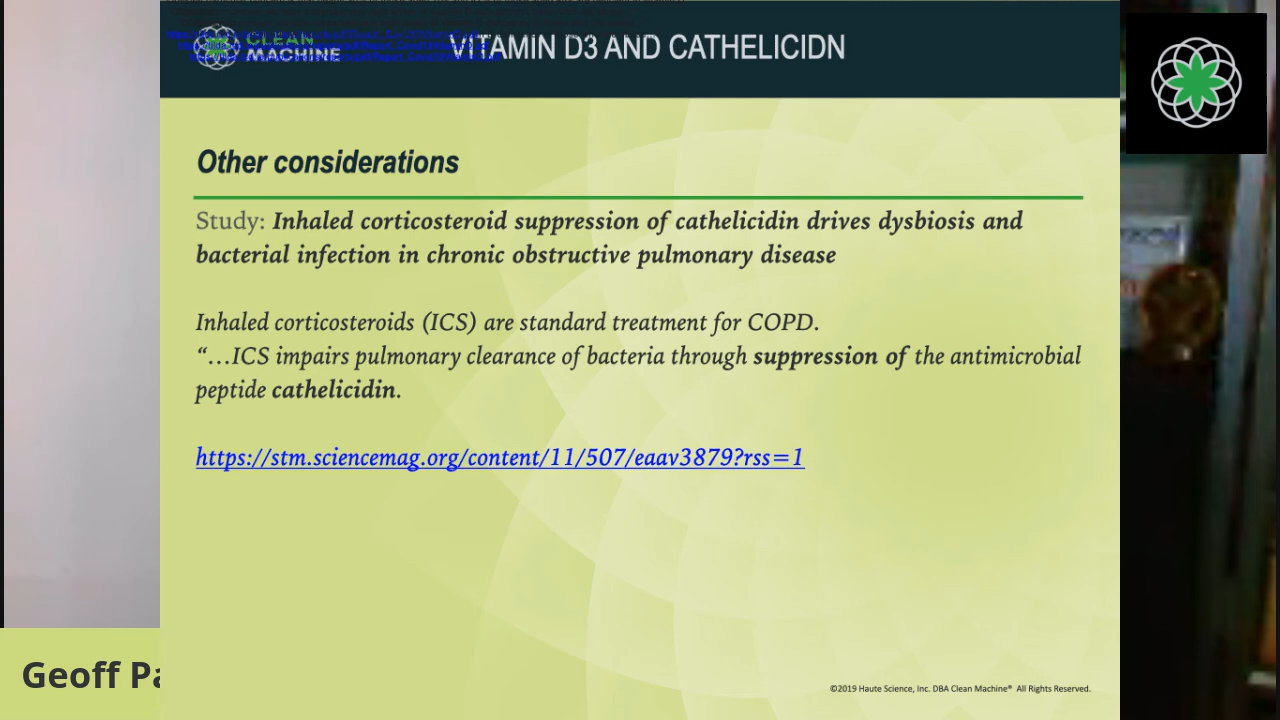 CLEAN
MACHINE
VITAMIN D3 AND CATHELICIDN
Other considerations
Study: Inhaled corticosteroid suppression of cathelicidin drives dysbiosis and
bacterial infection in chronic obstructive pulmonary disease
Inhaled corticosteroids (ICS) are standard treatment for COPD.
“…ICS impairs pulmonary clearance of bacteria through suppression of the antimicrobial
peptide cathelicidin.
https://stm.sciencemag.org/content/11/507/eaav3879?rss=1
©2019 Haute Science, Inc. DBA Clean Machine® All Rights Reserved.
Geoff Pa